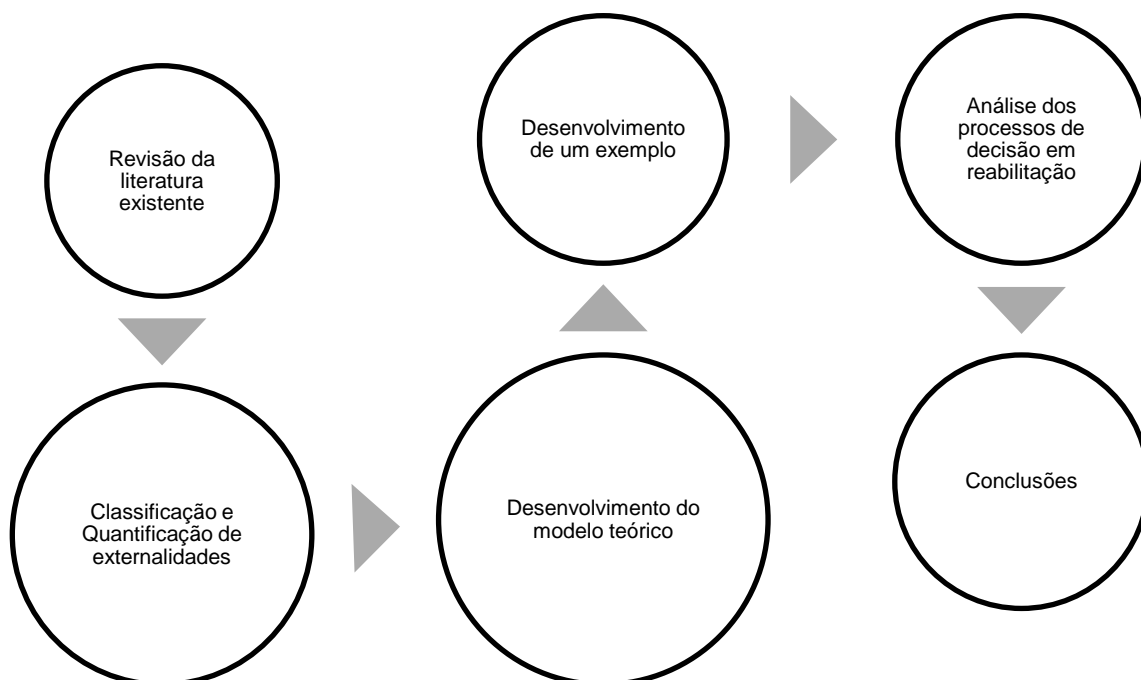 Revisão da
literatura
existente
Classificação e
Quantificação de
externalidades
Desenvolvimento do
modelo teórico
Desenvolvimento
de um exemplo
Análise dos
processos de
decisão em
reabilitação
Conclusões